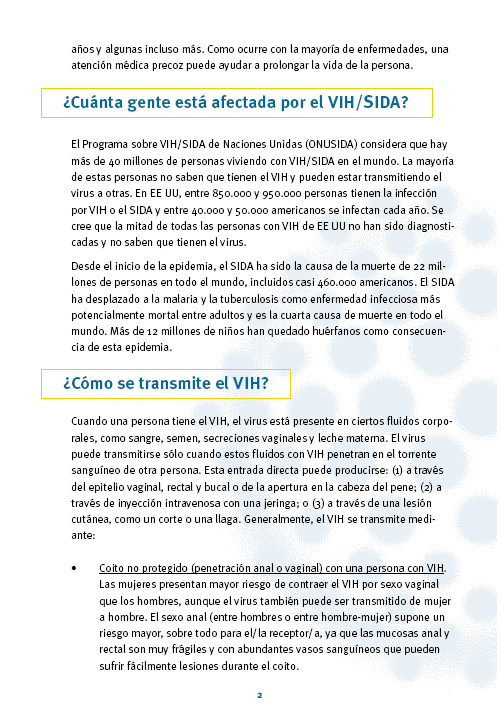 años y algunas incluso más. Como ocurre con la mayoría de enfermedades, una
atención médica precoz puede ayudar a prolongar la vida de la persona.
¿Cuánta gente está afectada por el VIH/SIDA?
El Programa sobre VIH/SIDA de Naciones Unidas (ONUSIDA) considera que hay
más de 40 millones de personas viviendo con VIH/SIDA en el mundo. La mayoría
de estas personas no saben que tienen el VIH y pueden estar transmitiendo el
virus a otras. En EE UU, entre 850.000 y 950.000 personas tienen la infección
por VIH o el SIDA y entre 40.000 y 50.000 americanos se infectan cada año. Se
cree que la mitad de todas las personas con VIH de EE UU no han sido diagnosti-
cadas y no saben que tienen el virus.
Desde el inicio de la epidemia, el SIDA ha sido la causa de la muerte de 22 mil-
lones de personas en todo el mundo, incluidos casi 460.000 americanos. El SIDA
ha desplazado a la malaria y la tuberculosis como enfermedad infecciosa más
potencialmente mortal entre adultos y es la cuarta causa de muerte en todo el
mundo. Más de 12 millones de niños han quedado huérfanos como consecuen-
cia de esta epidemia.
¿Cómo se transmite el VIH?
Cuando una persona tiene el VIH, el virus está presente en ciertos fluidos corpo-
rales, como sangre, semen, secreciones vaginales y leche materna. El virus
puede transmitirse sólo cuando estos fluidos con VIH penetran en el torrente
sanguíneo de otra persona. Esta entrada directa puede producirse: (1) a través
del epitelio vaginal, rectal y bucal o de la apertura en la cabeza del pene; (2) a
través de inyección intravenosa con una jeringa; o (3) a través de una lesión
cutánea, como un corte o una llaga. Generalmente, el VIH se transmite medi-
ante:
• Coito no protegido (penetración anal o vaginal) con una persona con VIH.
Las mujeres presentan mayor riesgo de contraer el VIH por sexo vaginal
que los hombres, aunque el virus también puede ser transmitido de mujer
a hombre. El sexo anal (entre hombres o entre hombre-mujer) supone un
riesgo mayor, sobre todo para el/la receptor/a, ya que las mucosas anal y
rectal son muy frágiles y con abundantes vasos sanguíneos que pueden
sufrir fácilmente lesiones durante el coito.
2